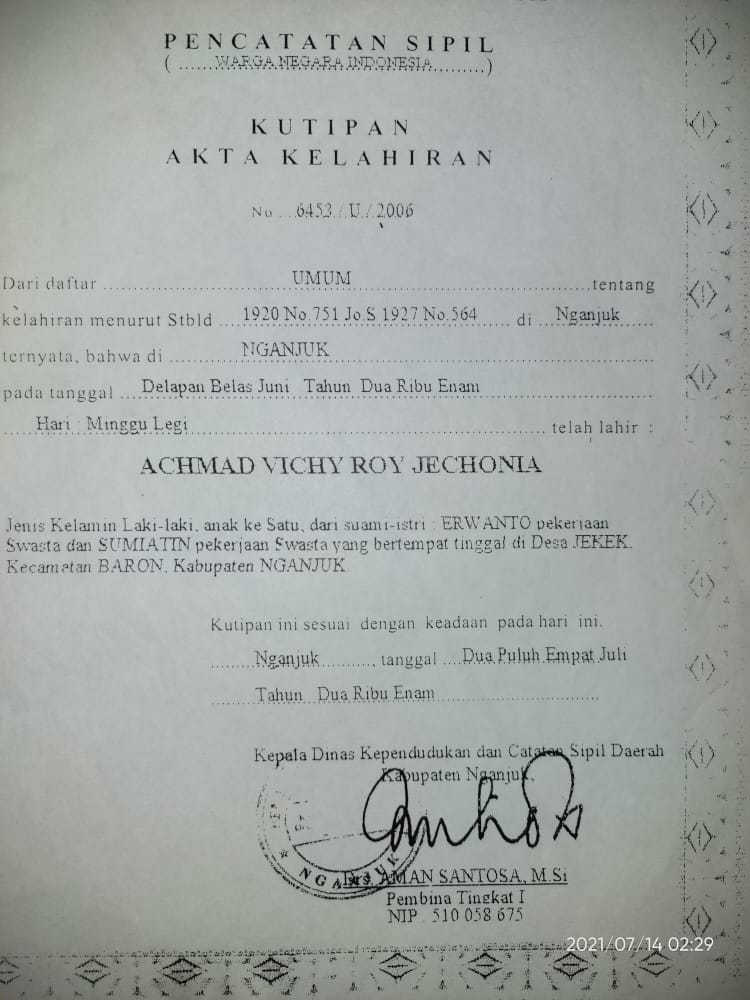 PENCATATAN SIPIL
( ......WARGA NEGARA INDONESIA.........)
KUTIPAN
AKTA KELAHIRAN
No ...6453./.U./.2006
Dari daftar ............ UMUM ............ tentang
kelahiran menurut Stbld ....1920 No.751 Jo.S 1927 No.564 ..... di ...Nganjuk......
ternyata, bahwa di ............NGANJUK............
pada tanggal ....Delapan Belas Juni Tahun Dua Ribu Enam............
.....Hari : Minggu Legi............ telah lahir :
ACHMAD VICHY ROY JECHONIA
Jenis Kelamin Laki-laki, anak ke Satu, dari suami-istri : ERWANTO pekerjaan
Swasta dan SUMIATIN pekerjaan Swasta yang bertempat tinggal di Desa JEKEK,
Kecamatan BARON, Kabupaten NGANJUK.
Kutipan ini sesuai dengan keadaan pada hari ini.
.......Nganjuk.........., tanggal ....Dua Puluh Empat Juli
.......Tahun Dua Ribu Enam............
Kepala Dinas Kependudukan dan Catatan Sipil Daerah
Kabupaten Nganjuk,
NGANJUK
Drs. AMAN SANTOSA, M.Si
Pembina Tingkat I
NIP. 510 058 675
2021/07/14 02:29